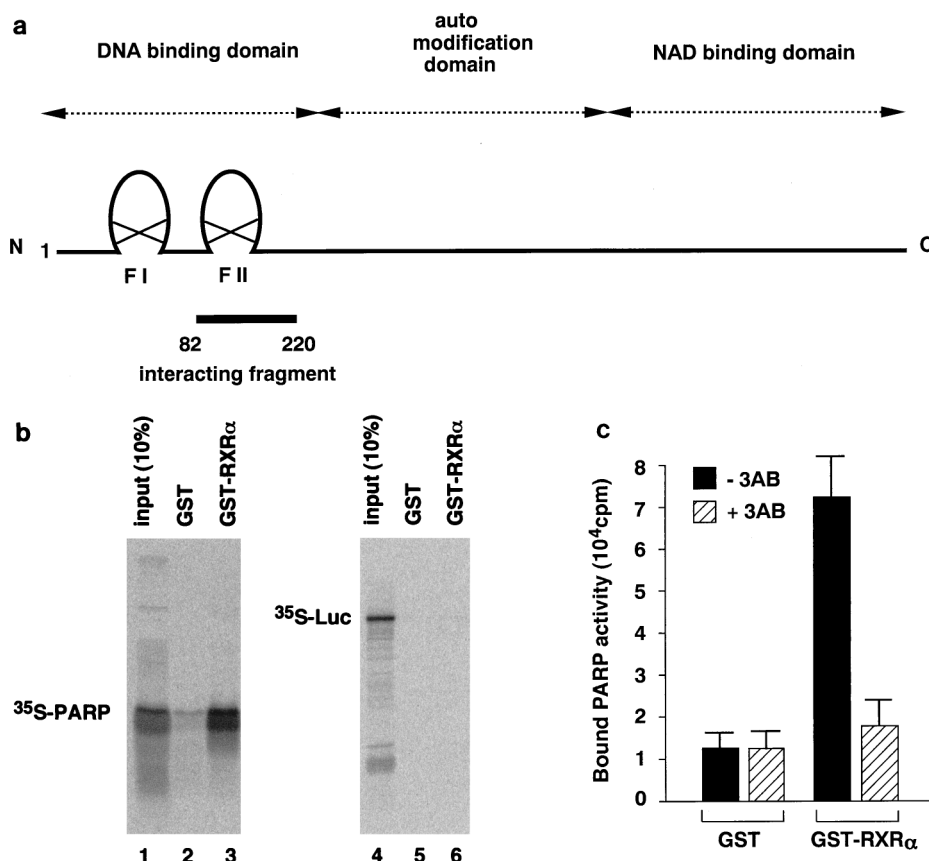 a
DNA binding domain
auto
modification
domain
NAD binding domain
N
1
C
F I
F II
82
220
interacting fragment
b
input (10%)
GST
GST-RXRα
input (10%)
GST
GST-RXRα
³⁵S-PARP
³⁵S-Luc
1
2
3
4
5
6
c
Bound PARP activity (10⁴cpm)
8
7
6
5
4
3
2
1
0
- 3AB
+ 3AB
GST
GST-RXRα